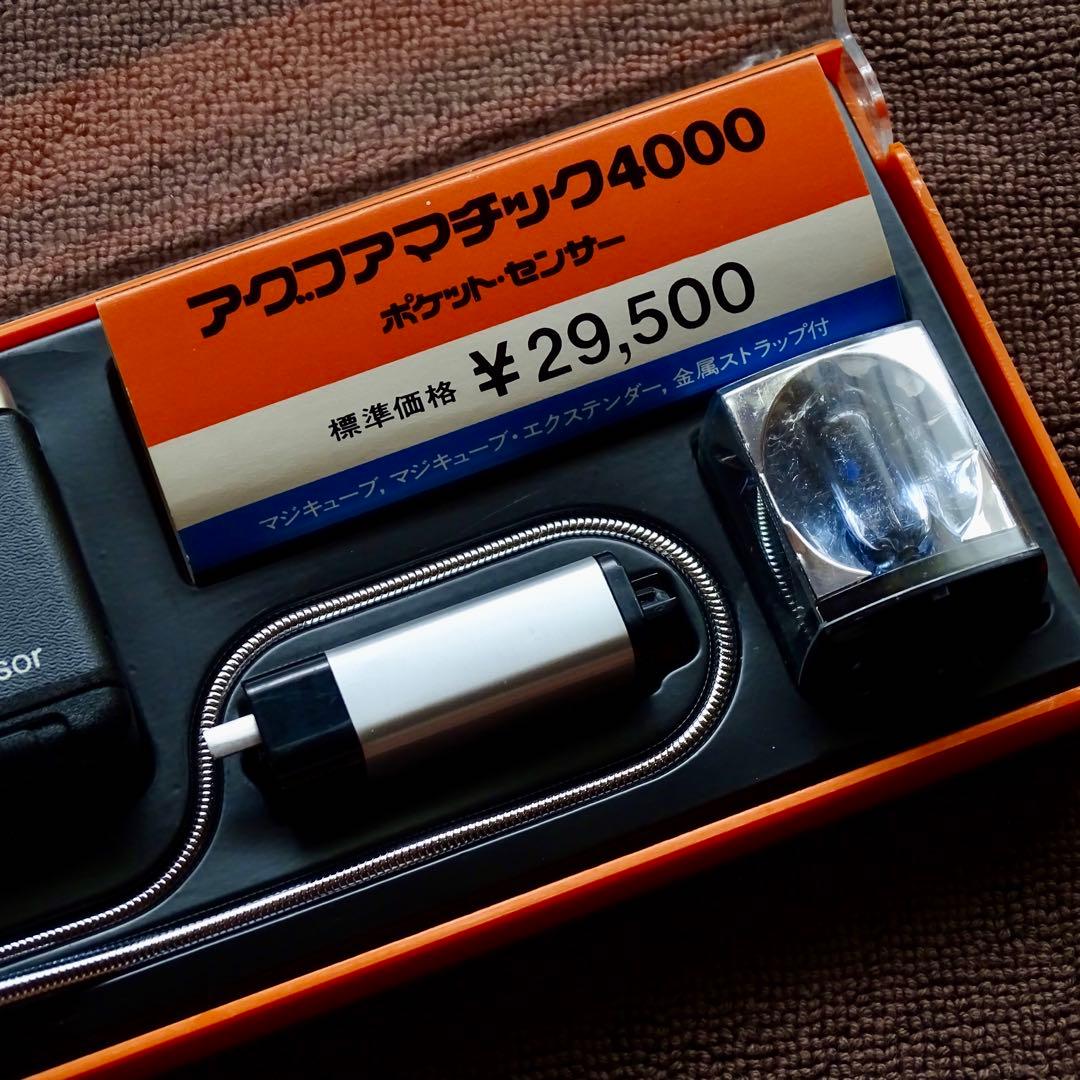 アグファマチック4000
ポケット・センサー
標準価格 ¥29,500
マジキューブ, マジキューブ・エクステンダー, 金属ストラップ付
sor